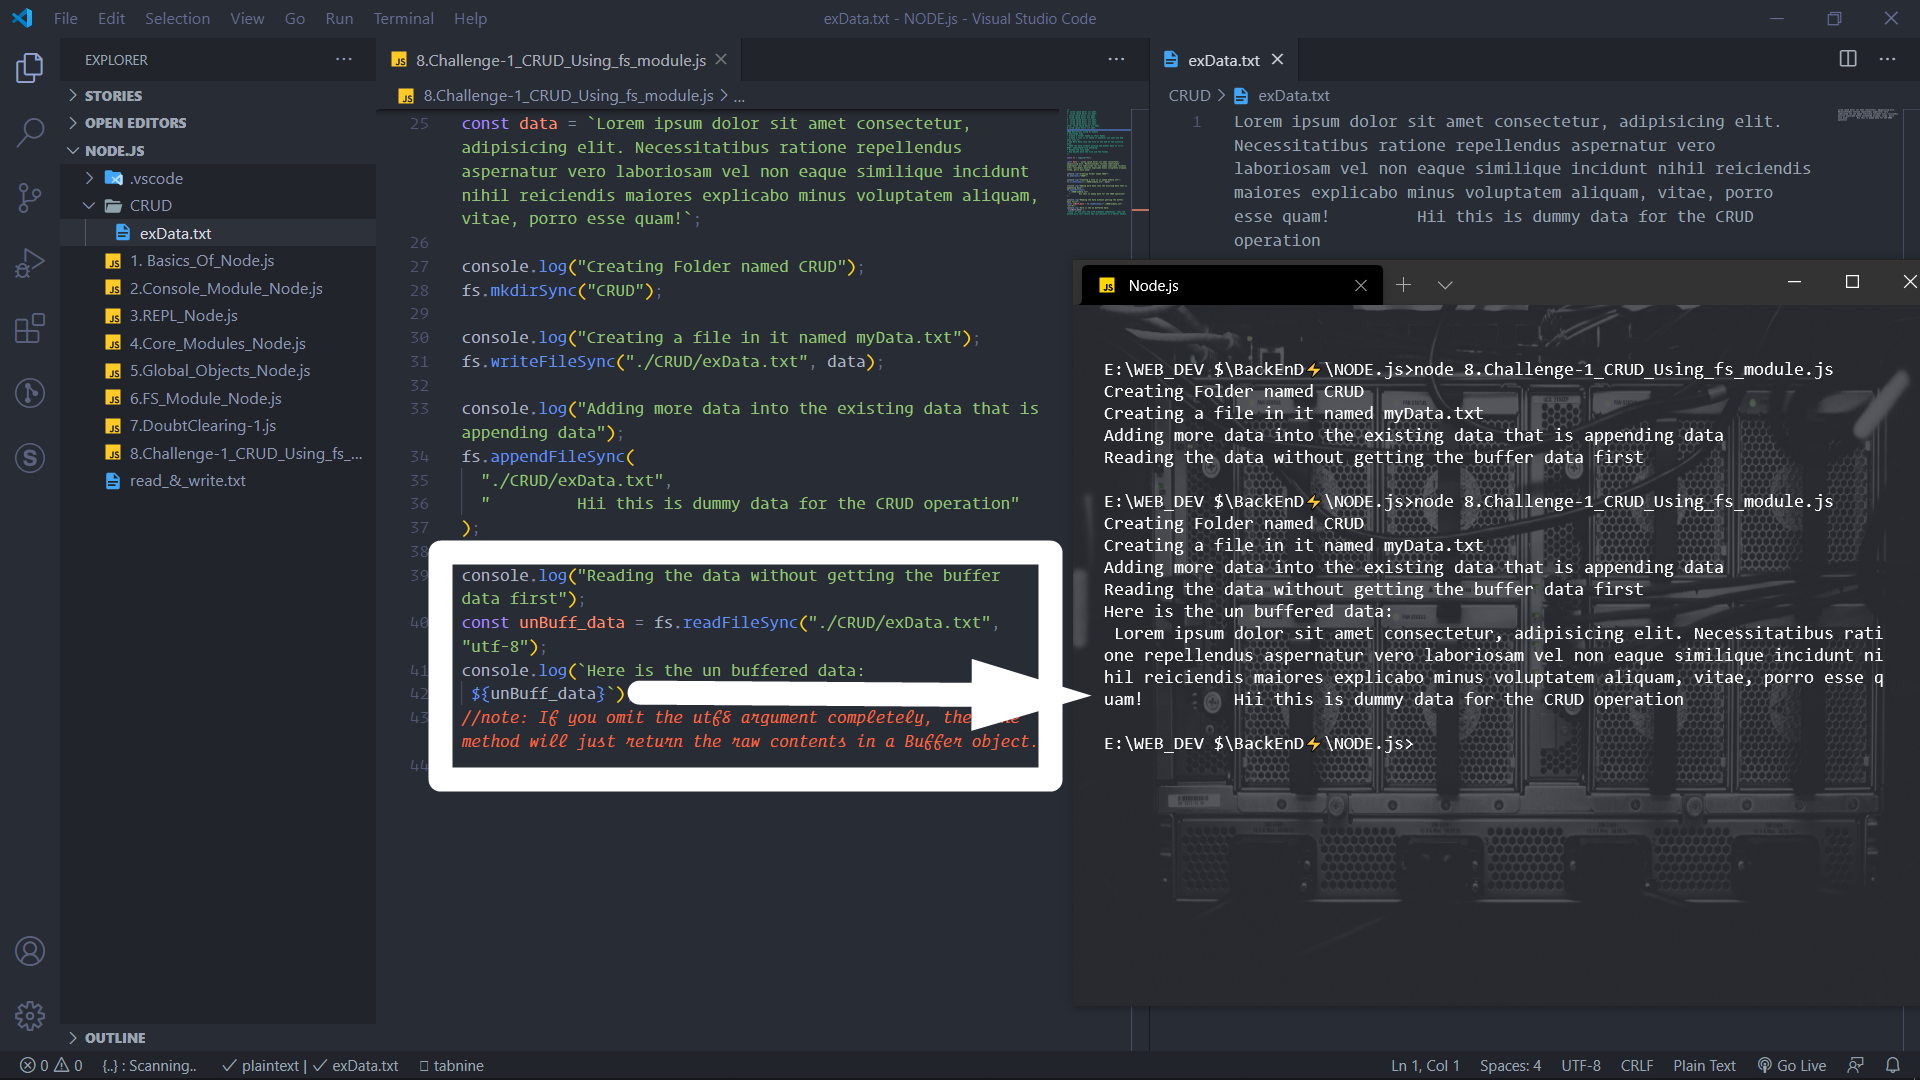 File Edit Selection View Go Run Terminal Help
exData.txt - NODE.js - Visual Studio Code
EXPLORER
STORIES
OPEN EDITORS
NODE.JS
.vscode
CRUD
exData.txt
1. Basics_Of_Node.js
2.Console_Module_Node.js
3.REPL_Node.js
4.Core_Modules_Node.js
5.Global_Objects_Node.js
6.FS_Module_Node.js
7.DoubtClearing-1.js
8.Challenge-1_CRUD_Using_fs_...
read_&_write.txt
OUTLINE
8.Challenge-1_CRUD_Using_fs_module.js
8.Challenge-1_CRUD_Using_fs_module.js > ...
25 const data = `Lorem ipsum dolor sit amet consectetur,
adipisicing elit. Necessitatibus ratione repellendus
aspernatur vero laboriosam vel non eaque similique incidunt
nihil reiciendis maiores explicabo minus voluptatem aliquam,
vitae, porro esse quam!`;
26
27 console.log("Creating Folder named CRUD");
28 fs.mkdirSync("CRUD");
29
30 console.log("Creating a file in it named myData.txt");
31 fs.writeFileSync("./CRUD/exData.txt", data);
32
33 console.log("Adding more data into the existing data that is
appending data");
34 fs.appendFileSync(
35 "./CRUD/exData.txt",
36 " Hii this is dummy data for the CRUD operation"
37 );
38
39 console.log("Reading the data without getting the buffer
data first");
40 const unBuff_data = fs.readFileSync("./CRUD/exData.txt",
"utf-8");
41 console.log(`Here is the un buffered data:
42 ${unBuff_data}`)
43 //note: If you omit the utf8 argument completely,
method will just return the raw contents in a Buffer object.
44
exData.txt
CRUD > exData.txt
1 Lorem ipsum dolor sit amet consectetur, adipisicing elit.
Necessitatibus ratione repellendus aspernatur vero
laboriosam vel non eaque similique incidunt nihil reiciendis
maiores explicabo minus voluptatem aliquam, vitae, porro
esse quam! Hii this is dummy data for the CRUD
operation
Node.js
E:\WEB_DEV $\BackEnD⚡\NODE.js>node 8.Challenge-1_CRUD_Using_fs_module.js
Creating Folder named CRUD
Creating a file in it named myData.txt
Adding more data into the existing data that is appending data
Reading the data without getting the buffer data first
E:\WEB_DEV $\BackEnD⚡\NODE.js>node 8.Challenge-1_CRUD_Using_fs_module.js
Creating Folder named CRUD
Creating a file in it named myData.txt
Adding more data into the existing data that is appending data
Reading the data without getting the buffer data first
Here is the un buffered data:
Lorem ipsum dolor sit amet consectetur, adipisicing elit. Necessitatibus rati
one repellendus aspernatur vero laboriosam vel non eaque similique incidunt ni
hil reiciendis maiores explicabo minus voluptatem aliquam, vitae, porro esse q
uam! Hii this is dummy data for the CRUD operation
E:\WEB_DEV $\BackEnD⚡\NODE.js>
0 0 {..} : Scanning.. ✓ plaintext | ✓ exData.txt tabnine
Ln 1, Col 1 Spaces: 4 UTF-8 CRLF Plain Text Go Live